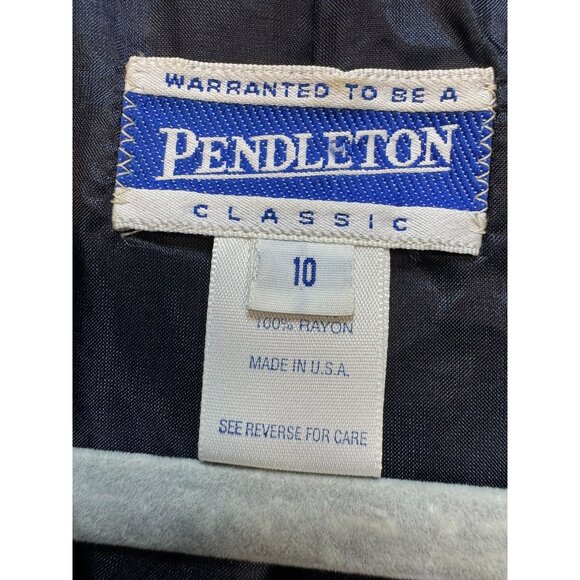 WARRANTED TO BE A
PENDLETON
CLASSIC
10
100% RAYON
MADE IN U.S.A.
SEE REVERSE FOR CARE